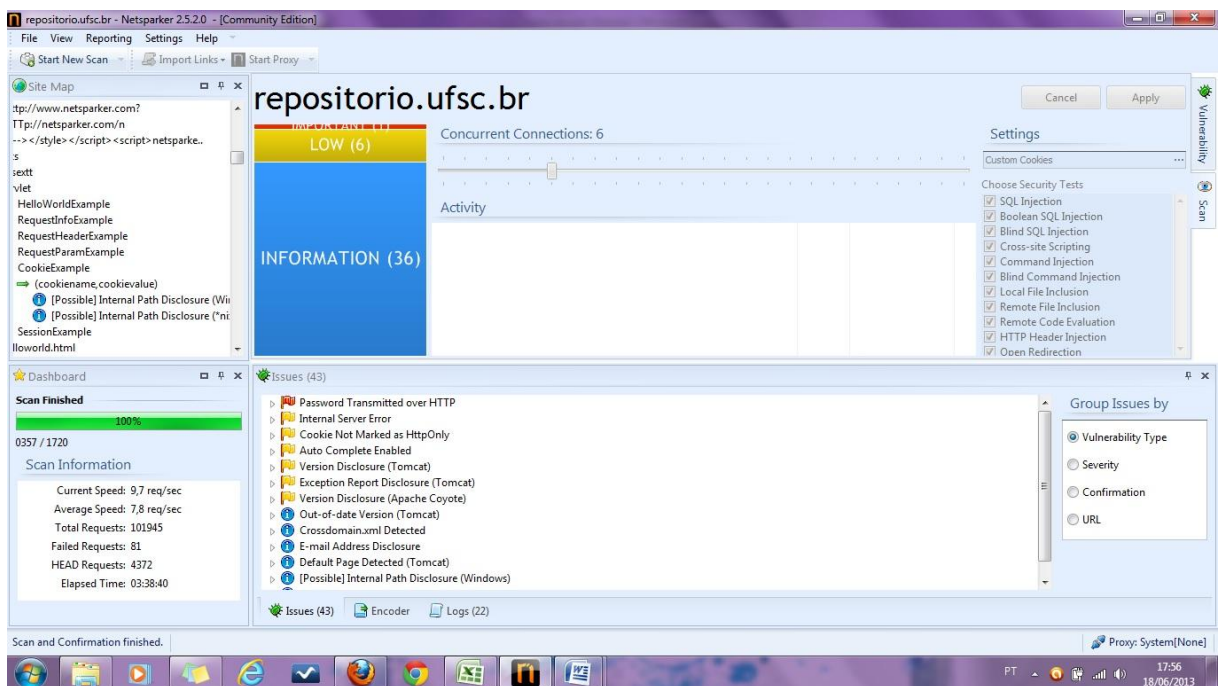 repositorio.ufsc.br - Netsparker 2.5.2.0 - [Community Edition]
File View Reporting Settings Help
Start New Scan Import Links Start Proxy
Site Map
:tp://www.netsparker.com?
TTp://netsparker.com/n
--></style></script><script>netsparke..
:s
sextt
vlet
HelloWorldExample
RequestInfoExample
RequestHeaderExample
RequestParamExample
CookieExample
(cookiename,cookievalue)
[Possible] Internal Path Disclosure (Wi
[Possible] Internal Path Disclosure (*ni
SessionExample
lloworld.html
repositorio.ufsc.br
Cancel Apply
IMPORTANT (1)
LOW (6)
INFORMATION (36)
Concurrent Connections: 6
Activity
Settings
Custom Cookies ...
Choose Security Tests
SQL Injection
Boolean SQL Injection
Blind SQL Injection
Cross-site Scripting
Command Injection
Blind Command Injection
Local File Inclusion
Remote File Inclusion
Remote Code Evaluation
HTTP Header Injection
Open Redirection
Vulnerability
Scan
Dashboard
Scan Finished
100%
0357 / 1720
Scan Information
Current Speed: 9,7 req/sec
Average Speed: 7,8 req/sec
Total Requests: 101945
Failed Requests: 81
HEAD Requests: 4372
Elapsed Time: 03:38:40
Issues (43)
Password Transmitted over HTTP
Internal Server Error
Cookie Not Marked as HttpOnly
Auto Complete Enabled
Version Disclosure (Tomcat)
Exception Report Disclosure (Tomcat)
Version Disclosure (Apache Coyote)
Out-of-date Version (Tomcat)
Crossdomain.xml Detected
E-mail Address Disclosure
Default Page Detected (Tomcat)
[Possible] Internal Path Disclosure (Windows)
Group Issues by
Vulnerability Type
Severity
Confirmation
URL
Issues (43) Encoder Logs (22)
Scan and Confirmation finished.
Proxy: System[None]
PT
17:56
18/06/2013